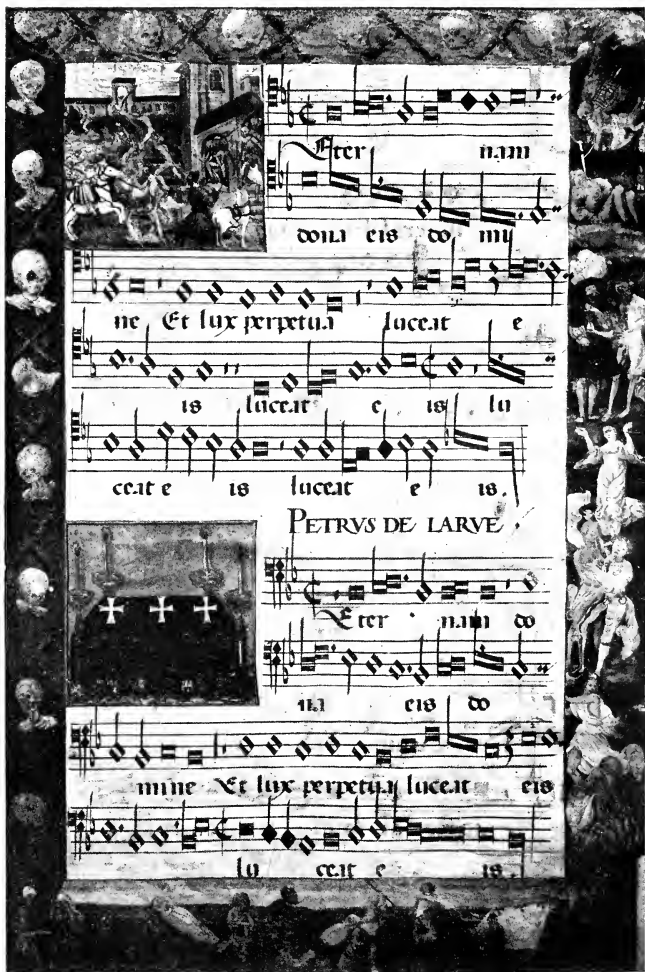 Eter nam
dona eis do mi
ne Et lux perpetua luceat e
is luceat e is lu
ceat e is luceat e is.
PETRVS DE LARVE.
Eter nam do
na eis do
mine Et lux perpetua luceat eis
lu ceat e is.